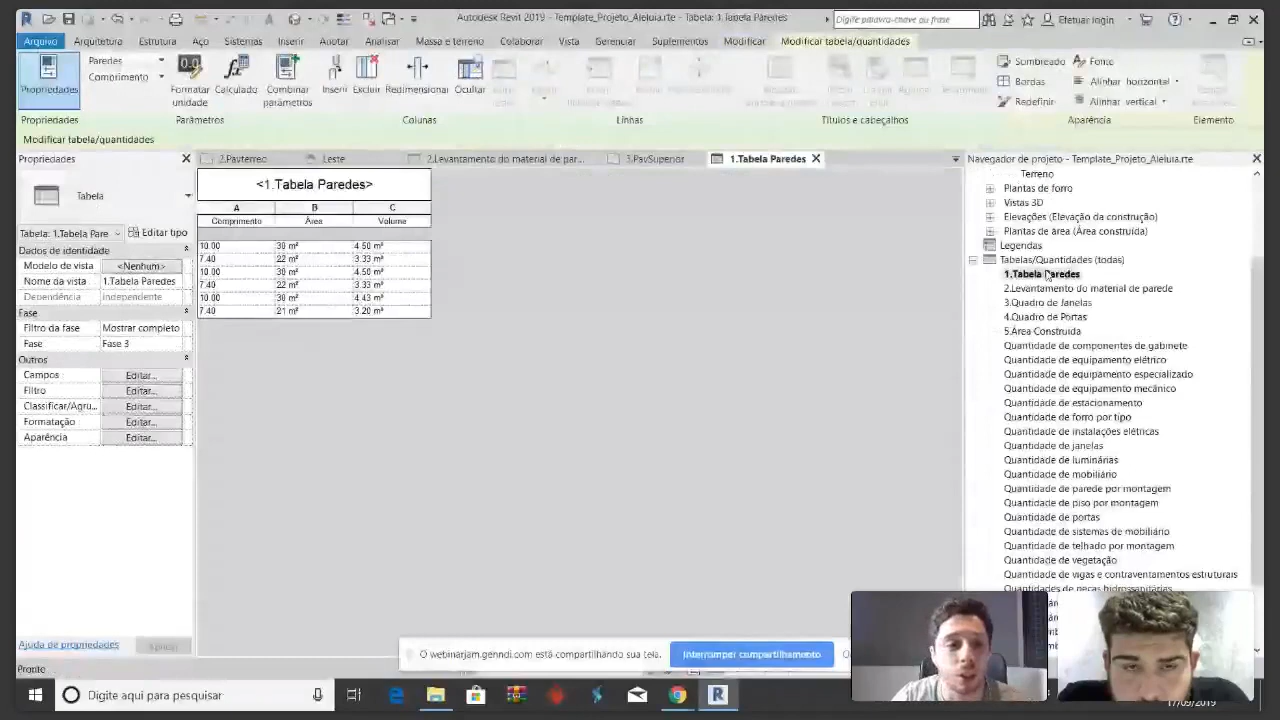 Autodesk Revit 2019 - Template_Projeto_Aleluia.rte - Tabela: 1.Tabela Paredes
Digite palavra-chave ou frase
Efetuar login
Arquivo Arquitetura Estrutura Aço Sistemas Inserir Anotar Analisar Massa e terreno Colaborar Vista Gerenciar Suplementos Modificar Modificar tabela/quantidades
Propriedades
Paredes
Comprimento
Formatar unidade
Calculado
Combinar parâmetros
Inserir
Excluir
Redimensionar
Ocultar
Sombreado
Bordas
Redefinir
Fonte
Alinhar horizontal
Alinhar vertical
Propriedades Parâmetros Colunas Linhas Títulos e cabeçalhos Aparência Elemento
Modificar tabela/quantidades
Propriedades
Tabela
Tabela: 1.Tabela Pare
Editar tipo
Dados de identidade
Modelo de vista <Nenhum>
Nome da vista 1.Tabela Paredes
Dependência independente
Fase
Filtro da fase Mostrar completo
Fase Fase 3
Outros
Campos Editar...
Filtro Editar...
Classificar/Agru... Editar...
Formatação Editar...
Aparência Editar...
Ajuda de propriedades
Pronto
2.Pavterreo
Leste
2.Levantamento do material de par...
3.PavSuperior
1.Tabela Paredes
<1.Tabela Paredes>
A B C
Comprimento Área Volume
10.00 30 m² 4.50 m³
7.40 22 m² 3.33 m³
10.00 30 m² 4.50 m³
7.40 22 m² 3.33 m³
10.00 30 m² 4.43 m³
7.40 21 m² 3.20 m³
Navegador de projeto - Template_Projeto_Aleluia.rte
Terreno
Plantas de forro
Vistas 3D
Elevações (Elevação da construção)
Plantas de área (Área construída)
Legendas
Tabelas/Quantidades (todas)
1.Tabela Paredes
2.Levantamento do material de parede
3.Quadro de Janelas
4.Quadro de Portas
5.Área Construida
Quantidade de componentes de gabinete
Quantidade de equipamento elétrico
Quantidade de equipamento especializado
Quantidade de equipamento mecânico
Quantidade de estacionamento
Quantidade de forro por tipo
Quantidade de instalações elétricas
Quantidade de janelas
Quantidade de luminárias
Quantidade de mobiliário
Quantidade de parede por montagem
Quantidade de piso por montagem
Quantidade de portas
Quantidade de sistemas de mobiliário
Quantidade de telhado por montagem
Quantidade de vegetação
Quantidade de vigas e contraventamentos estruturais
Quantidades de peças hidrossanitárias
O webinarjam.genndi.com está compartilhando sua tela.
Interromper compartilhamento
Digite aqui para pesquisar
17/09/2019